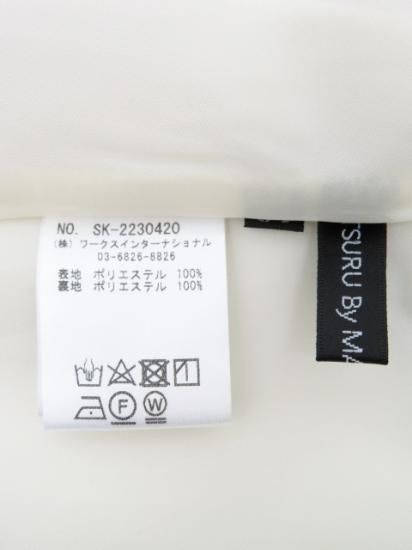 NO. SK-2230420
(株) ワークスインターナショナル
03-6826-8826
表地 ポリエステル 100%
裏地 ポリエステル 100%
F W
TSURU By MA